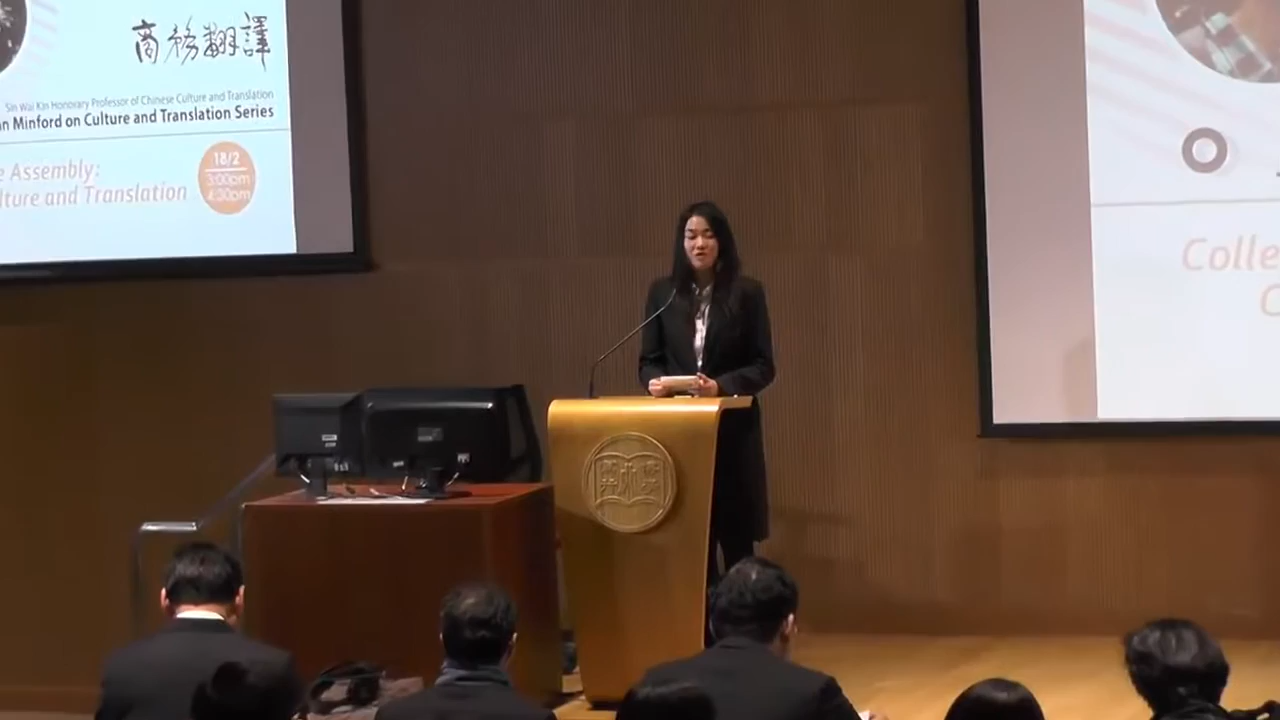 商務翻譯
Sin Wai Kin Honorary Professor of Chinese Culture and Translation
n Minford on Culture and Translation Series
e Assembly:
lture and Translation
18/2
3:00pm
4:30pm
Colle
C